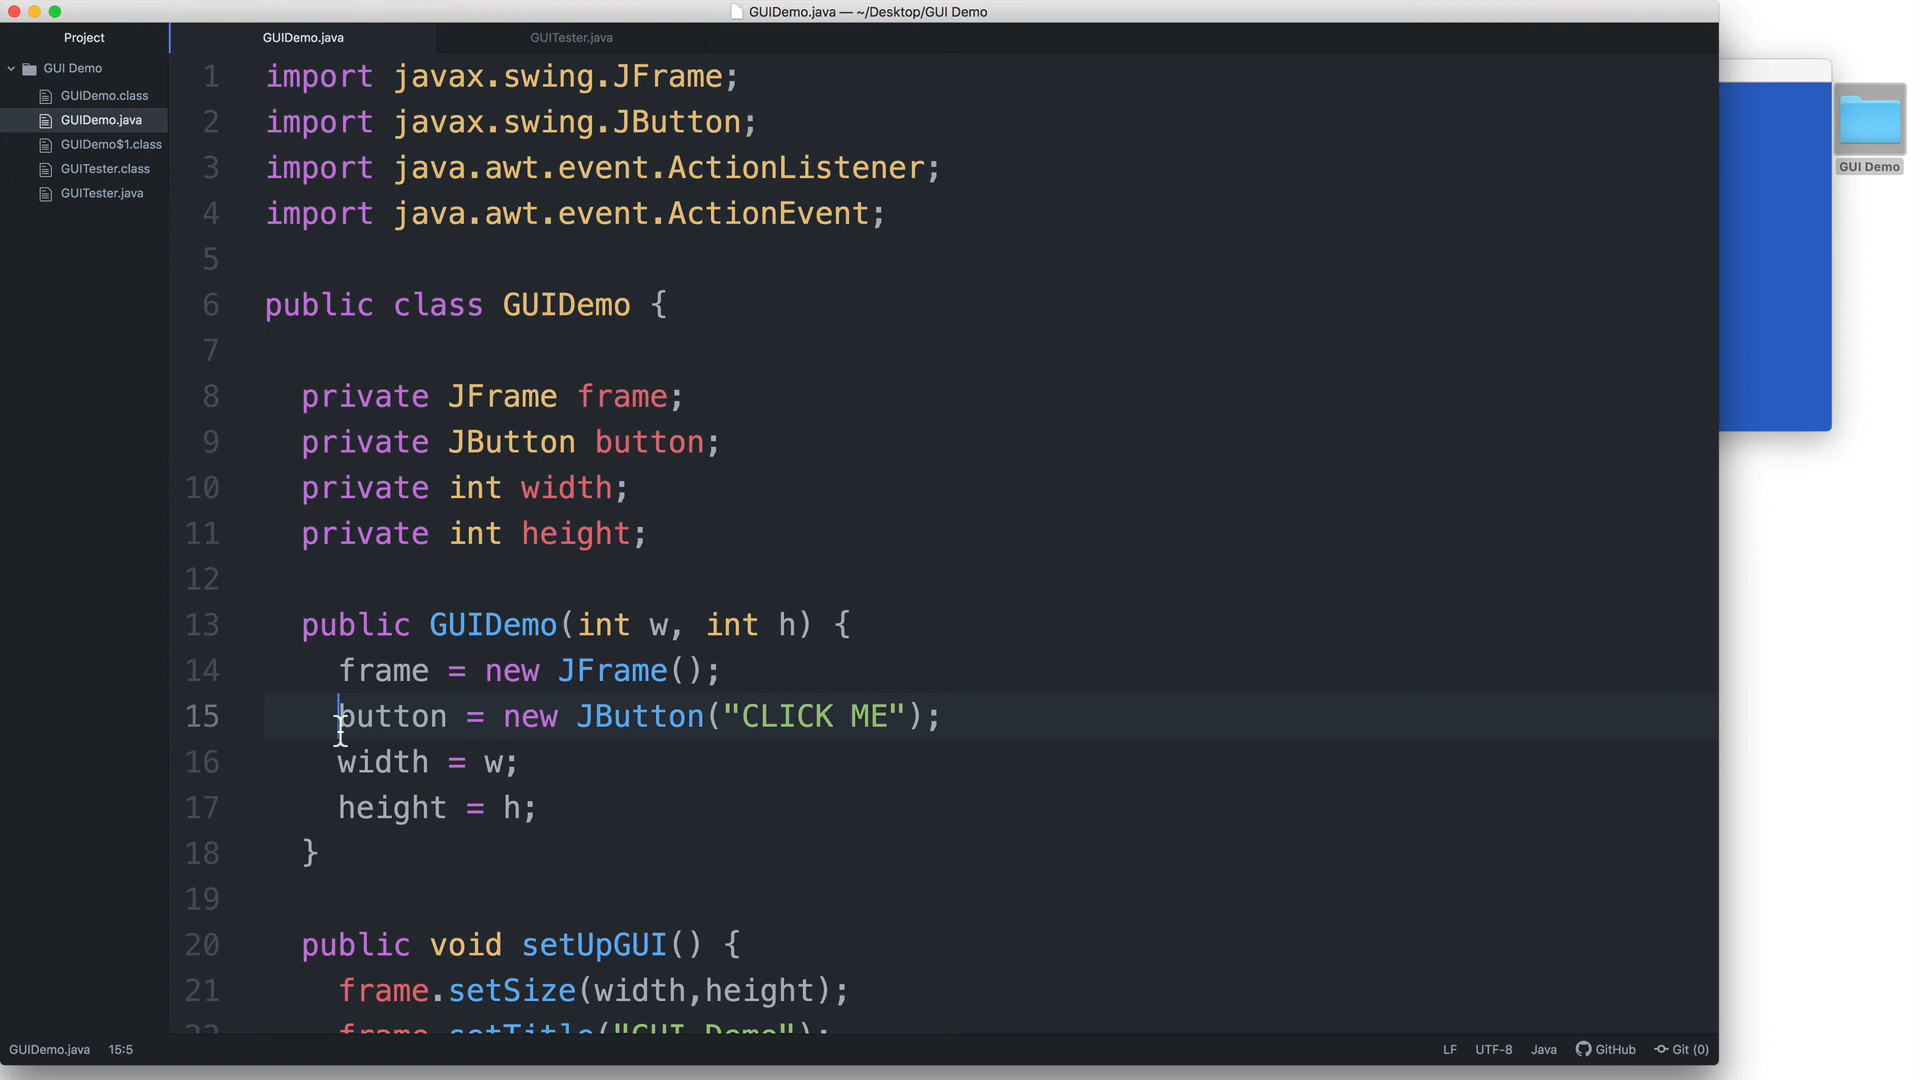 GUIDemo.java — ~/Desktop/GUI Demo
Project
GUIDemo.java
GUITester.java
GUI Demo
GUIDemo.class
GUIDemo.java
GUIDemo$1.class
GUITester.class
GUITester.java
1 import javax.swing.JFrame;
2 import javax.swing.JButton;
3 import java.awt.event.ActionListener;
4 import java.awt.event.ActionEvent;
5
6 public class GUIDemo {
7
8 private JFrame frame;
9 private JButton button;
10 private int width;
11 private int height;
12
13 public GUIDemo(int w, int h) {
14 frame = new JFrame();
15 button = new JButton("CLICK ME");
16 width = w;
17 height = h;
18 }
19
20 public void setUpGUI() {
21 frame.setSize(width,height);
22 frame.setTitle("GUI Demo");
GUIDemo.java 15:5
LF UTF-8 Java GitHub Git (0)
GUI Demo